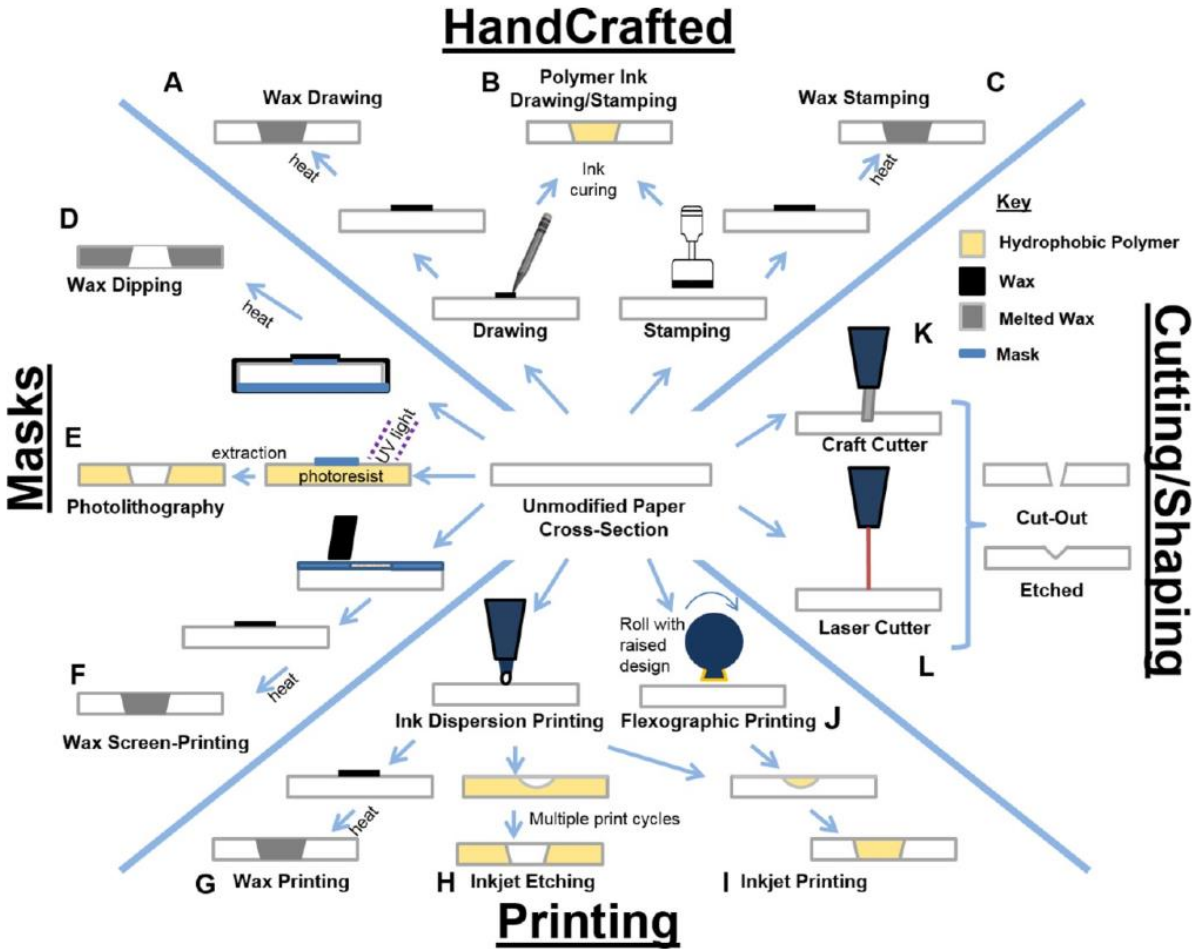 HandCrafted
A
Wax Drawing
heat
B
Polymer Ink
Drawing/Stamping
Ink
curing
C
Wax Stamping
heat
Drawing
Stamping
Key
Hydrophobic Polymer
Wax
Melted Wax
Mask
Masks
D
Wax Dipping
heat
E
extraction
UV light
photoresist
Photolithography
Unmodified Paper
Cross-Section
F
heat
Wax Screen-Printing
Cutting/Shaping
K
Craft Cutter
Laser Cutter
L
Cut-Out
Etched
Ink Dispersion Printing
Roll with
raised
design
Flexographic Printing J
heat
G Wax Printing
Multiple print cycles
H Inkjet Etching
I Inkjet Printing
Printing